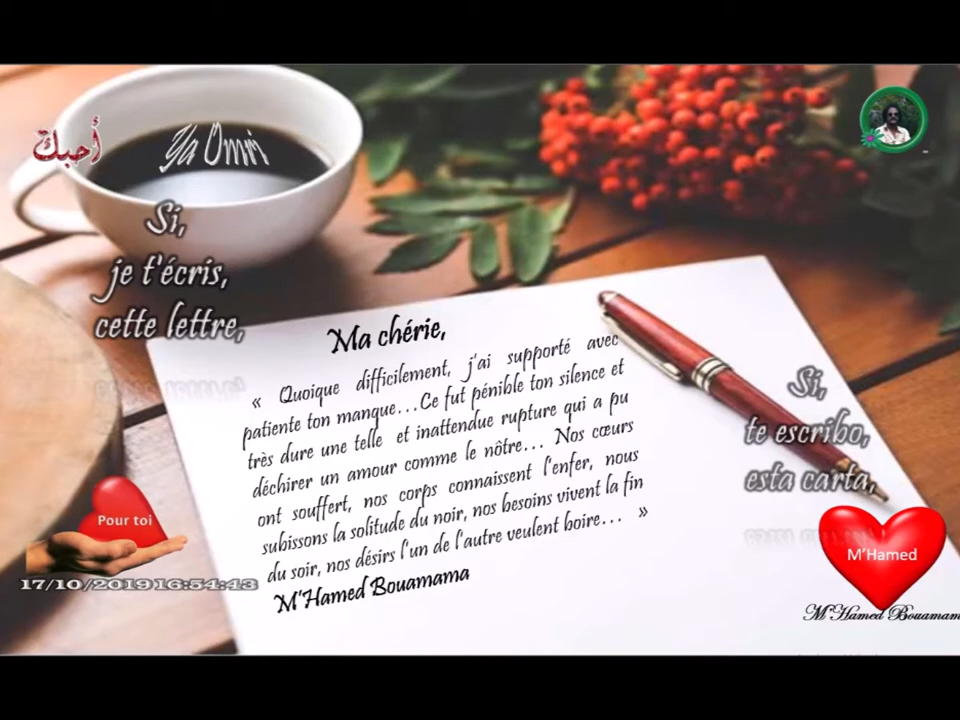 أحبك
Ya Omri
Si,
je t'écris,
cette lettre,
Ma chérie,
« Quoique difficilement, j'ai supporté avec
patiente ton manque...Ce fut pénible ton silence et
très dure une telle et inattendue rupture qui a pu
déchirer un amour comme le nôtre... Nos cœurs
ont souffert, nos corps connaissent l'enfer, nous
subissons la solitude du noir, nos besoins vivent la fin
du soir, nos désirs l'un de l'autre veulent boire... »
M'Hamed Bouamama
Si,
te escribo,
esta carta,
Pour toi
17/10/2019 16:54:43
M'Hamed
M'Hamed Bouamam